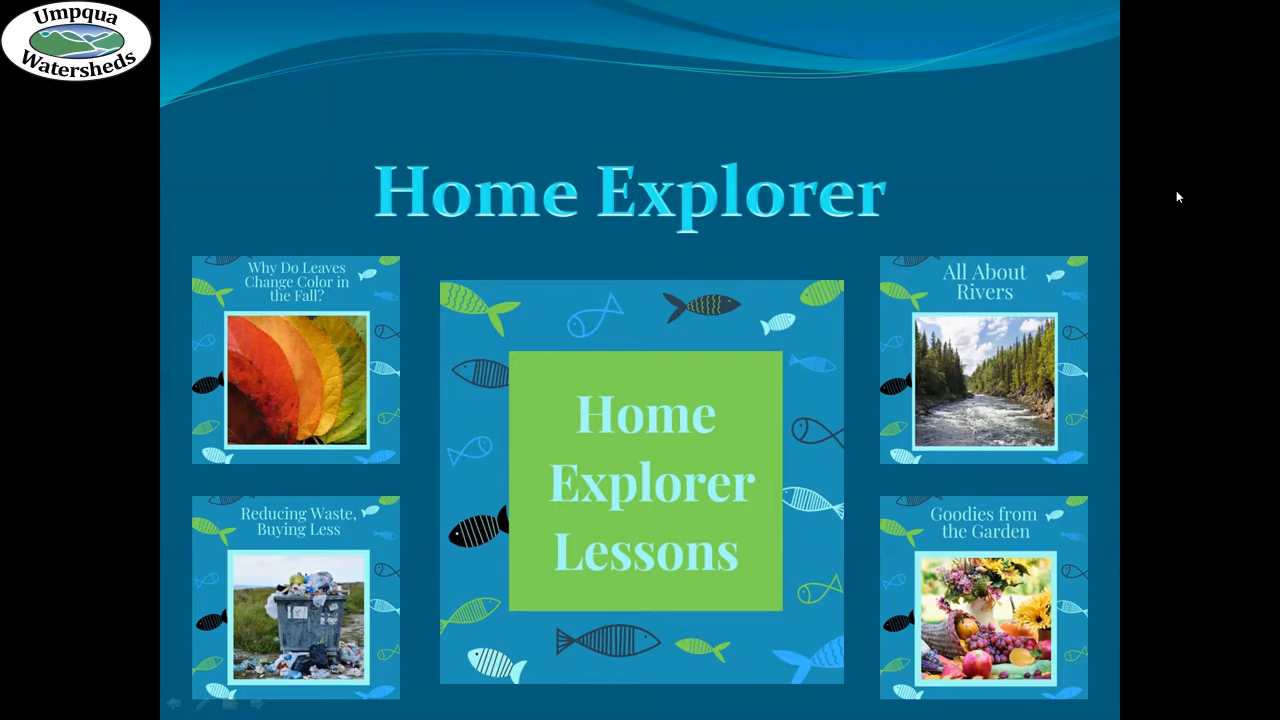 Umpqua
Watersheds
Home Explorer
Why Do Leaves
Change Color in
the Fall?
All About
Rivers
Home
Explorer
Lessons
Reducing Waste,
Buying Less
Goodies from
the Garden